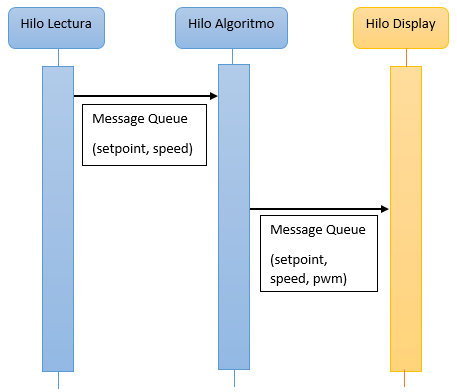 Hilo Lectura
Hilo Algoritmo
Hilo Display
Message Queue
(setpoint, speed)
Message Queue
(setpoint,
speed, pwm)